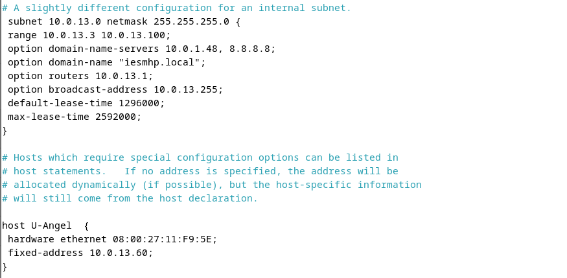 # A slightly different configuration for an internal subnet.
subnet 10.0.13.0 netmask 255.255.255.0 {
range 10.0.13.3 10.0.13.100;
option domain-name-servers 10.0.1.48, 8.8.8.8;
option domain-name "iesmhp.local";
option routers 10.0.13.1;
option broadcast-address 10.0.13.255;
default-lease-time 1296000;
max-lease-time 2592000;
}

# Hosts which require special configuration options can be listed in
# host statements.   If no address is specified, the address will be
# allocated dynamically (if possible), but the host-specific information
# will still come from the host declaration.

host U-Angel  {
hardware ethernet 08:00:27:11:F9:5E;
fixed-address 10.0.13.60;
}